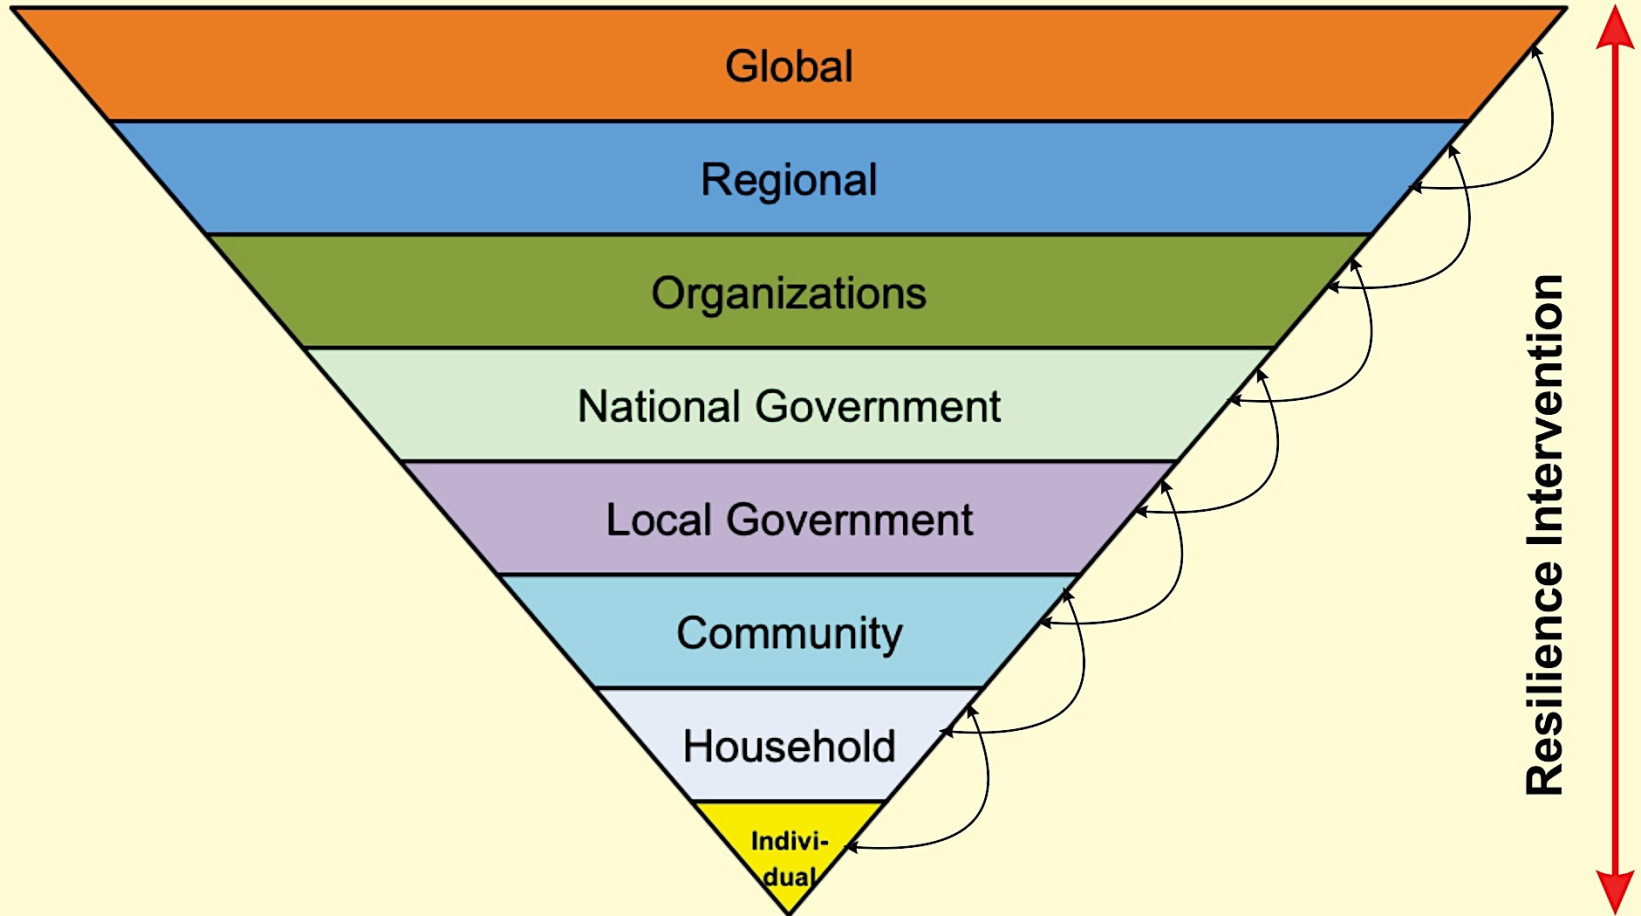 Global
Regional
Organizations
National Government
Local Government
Community
Household
Indivi-
dual
Resilience Intervention